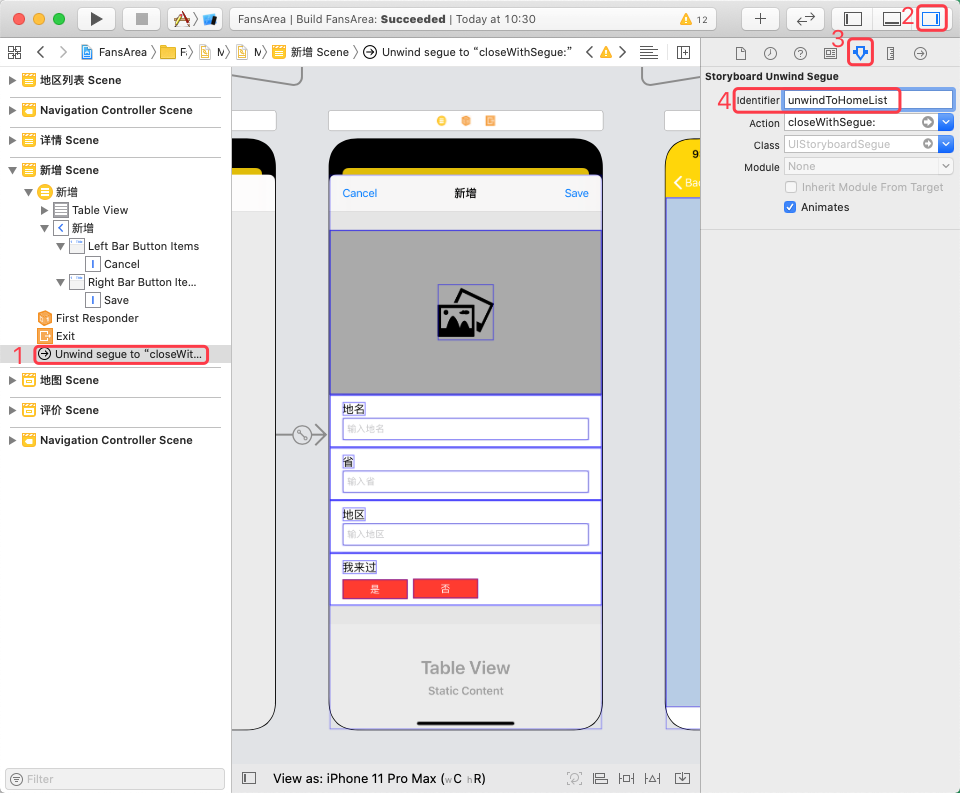 FansArea | Build FansArea: Succeeded | Today at 10:30
12
2
FansArea
F
M
M
新增 Scene
Unwind segue to “closeWithSegue:”
3
地区列表 Scene
Navigation Controller Scene
详情 Scene
新增 Scene
新增
Table View
新增
Left Bar Button Items
Cancel
Right Bar Button Ite...
Save
First Responder
Exit
1
Unwind segue to “closeWit...
地图 Scene
评价 Scene
Navigation Controller Scene
Filter
Cancel
新增
Save
地名
输入地名
省
输入省
地区
输入地区
我来过
是
否
Table View
Static Content
9
Ba
View as: iPhone 11 Pro Max (wC hR)
Storyboard Unwind Segue
4
Identifier
unwindToHomeList
Action
closeWithSegue:
Class
UIStoryboardSegue
Module
None
Inherit Module From Target
Animates